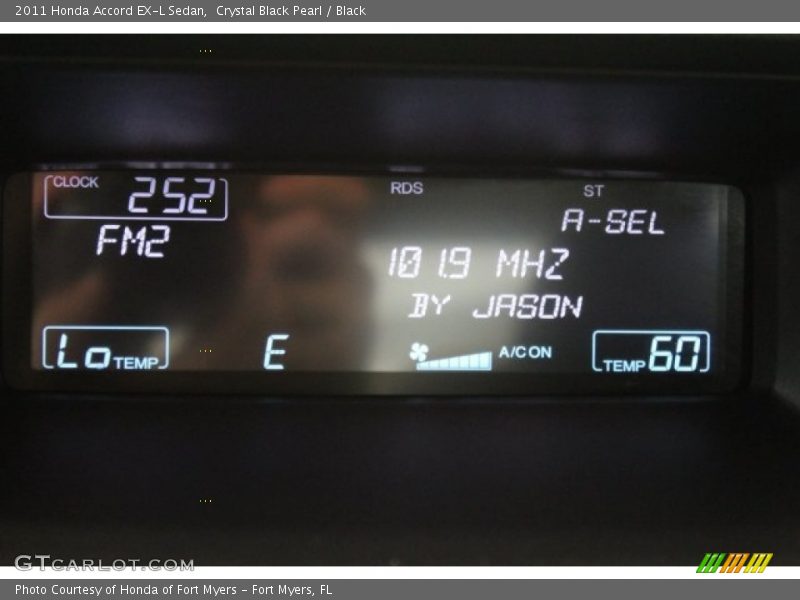 2011 Honda Accord EX-L Sedan, Crystal Black Pearl / Black
CLOCK 252 RDS ST
A-SEL
FM2
101.9 MHZ
BY JASON
Lo TEMP E A/C ON TEMP 60
GTCARLOT.COM
Photo Courtesy of Honda of Fort Myers - Fort Myers, FL